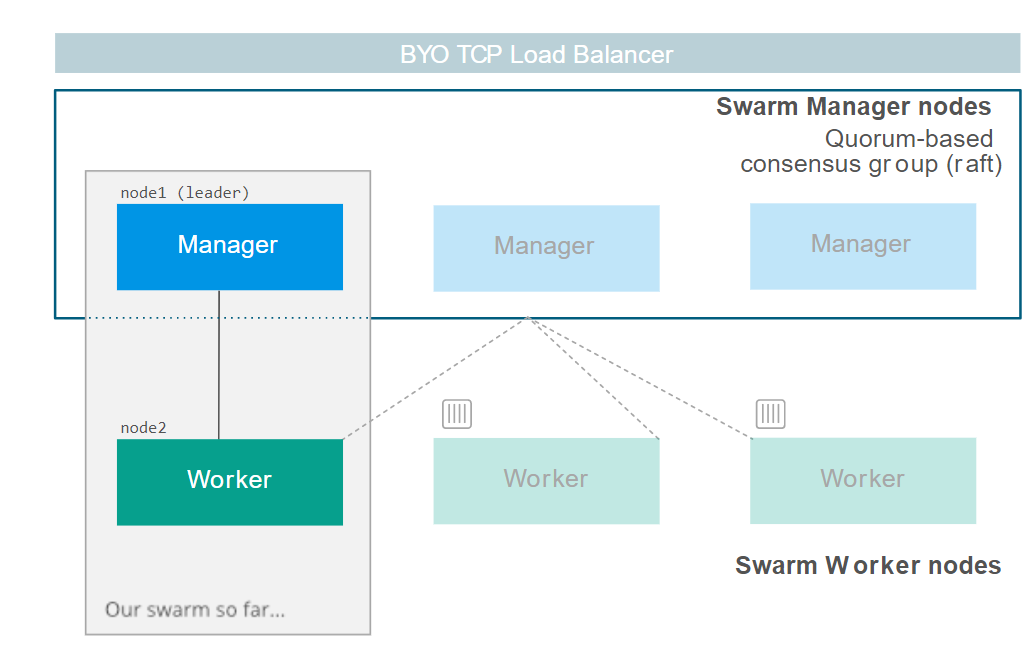 BYO TCP Load Balancer
Swarm Manager nodes
Quorum-based
consensus group (raft)
node1 (leader)
Manager
Manager
Manager
node2
Worker
Worker
Worker
Swarm Worker nodes
Our swarm so far...